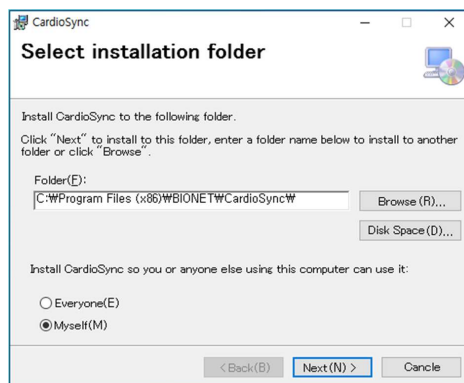 CardioSync
Select installation folder
Install CardioSync to the following folder.
Click "Next" to install to this folder, enter a folder name below to install to another
folder or click "Browse".
Folder(F):
C:₩Program Files (x86)₩BIONET₩CardioSync₩
Browse (R)...
Disk Space(D)...
Install CardioSync so you or anyone else using this computer can use it:
Everyone(E)
Myself(M)
<Back(B)
Next(N) >
Cancle